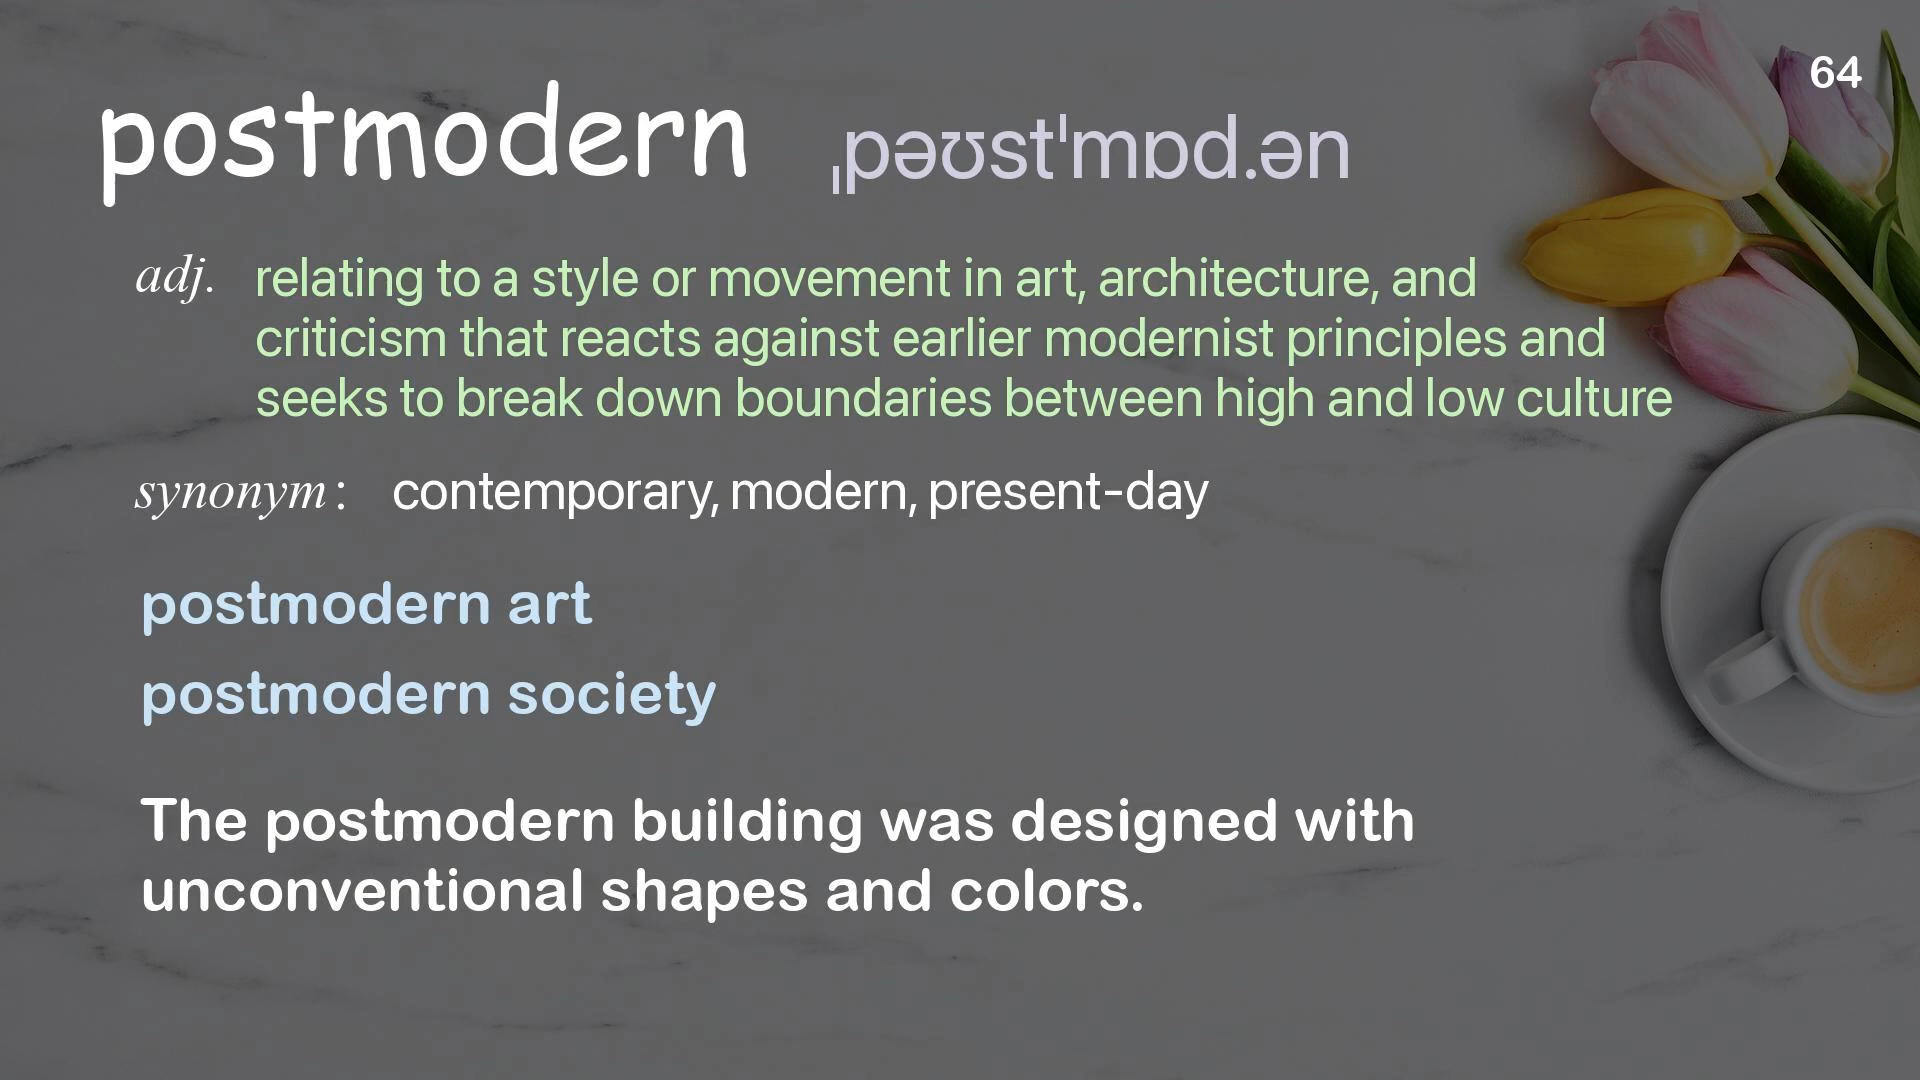 64
postmodern ˌpəʊstˈmɒd.ən
adj. relating to a style or movement in art, architecture, and
criticism that reacts against earlier modernist principles and
seeks to break down boundaries between high and low culture
synonym : contemporary, modern, present-day
postmodern art
postmodern society
The postmodern building was designed with
unconventional shapes and colors.